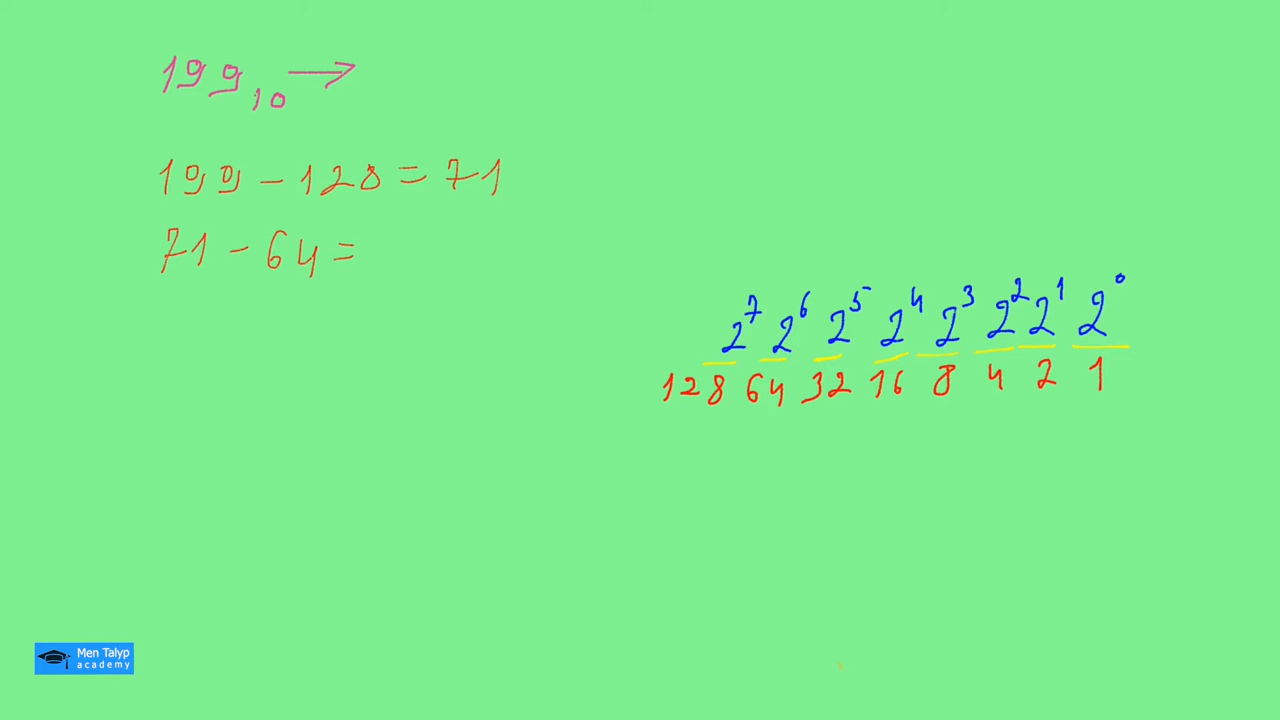 199₁₀ →
199 - 128 = 71
71 - 64 =
2⁷ 2⁶ 2⁵ 2⁴ 2³ 2² 2¹ 2⁰
128 64 32 16 8 4 2 1
Men Talyp
academy